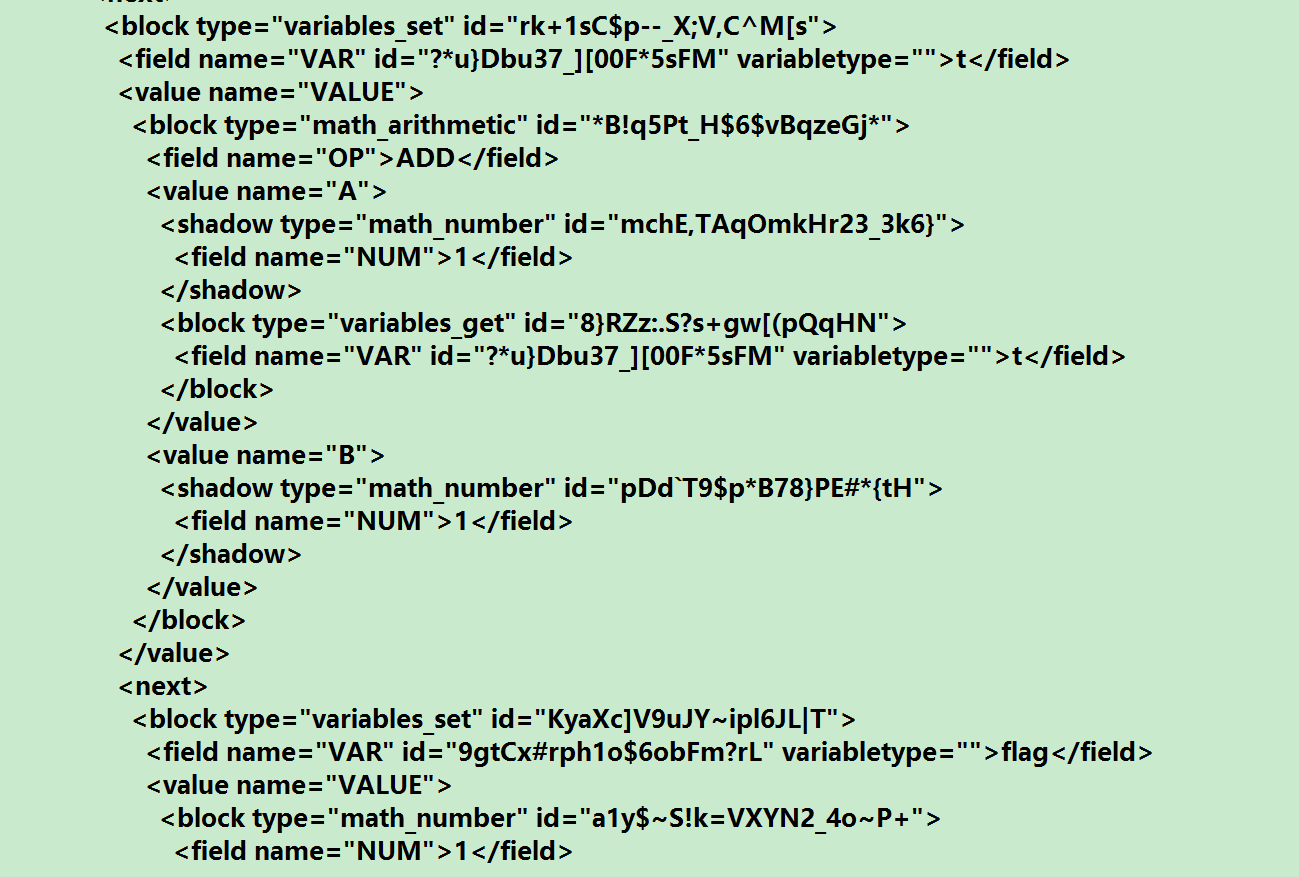 <next>
<block type="variables_set" id="rk+1sC$p--_X;V,C^M[s">
<field name="VAR" id="?*u}Dbu37_][00F*5sFM" variabletype="">t</field>
<value name="VALUE">
<block type="math_arithmetic" id="*B!q5Pt_H$6$vBqzeGj*">
<field name="OP">ADD</field>
<value name="A">
<shadow type="math_number" id="mchE,TAqOmkHr23_3k6}">
<field name="NUM">1</field>
</shadow>
<block type="variables_get" id="8}RZz:.S?s+gw[(pQqHN">
<field name="VAR" id="?*u}Dbu37_][00F*5sFM" variabletype="">t</field>
</block>
</value>
<value name="B">
<shadow type="math_number" id="pDd`T9$p*B78}PE#*{tH">
<field name="NUM">1</field>
</shadow>
</value>
</block>
</value>
<next>
<block type="variables_set" id="KyaXc]V9uJY~ipl6JL|T">
<field name="VAR" id="9gtCx#rph1o$6obFm?rL" variabletype="">flag</field>
<value name="VALUE">
<block type="math_number" id="a1y$~S!k=VXYN2_4o~P+">
<field name="NUM">1</field>